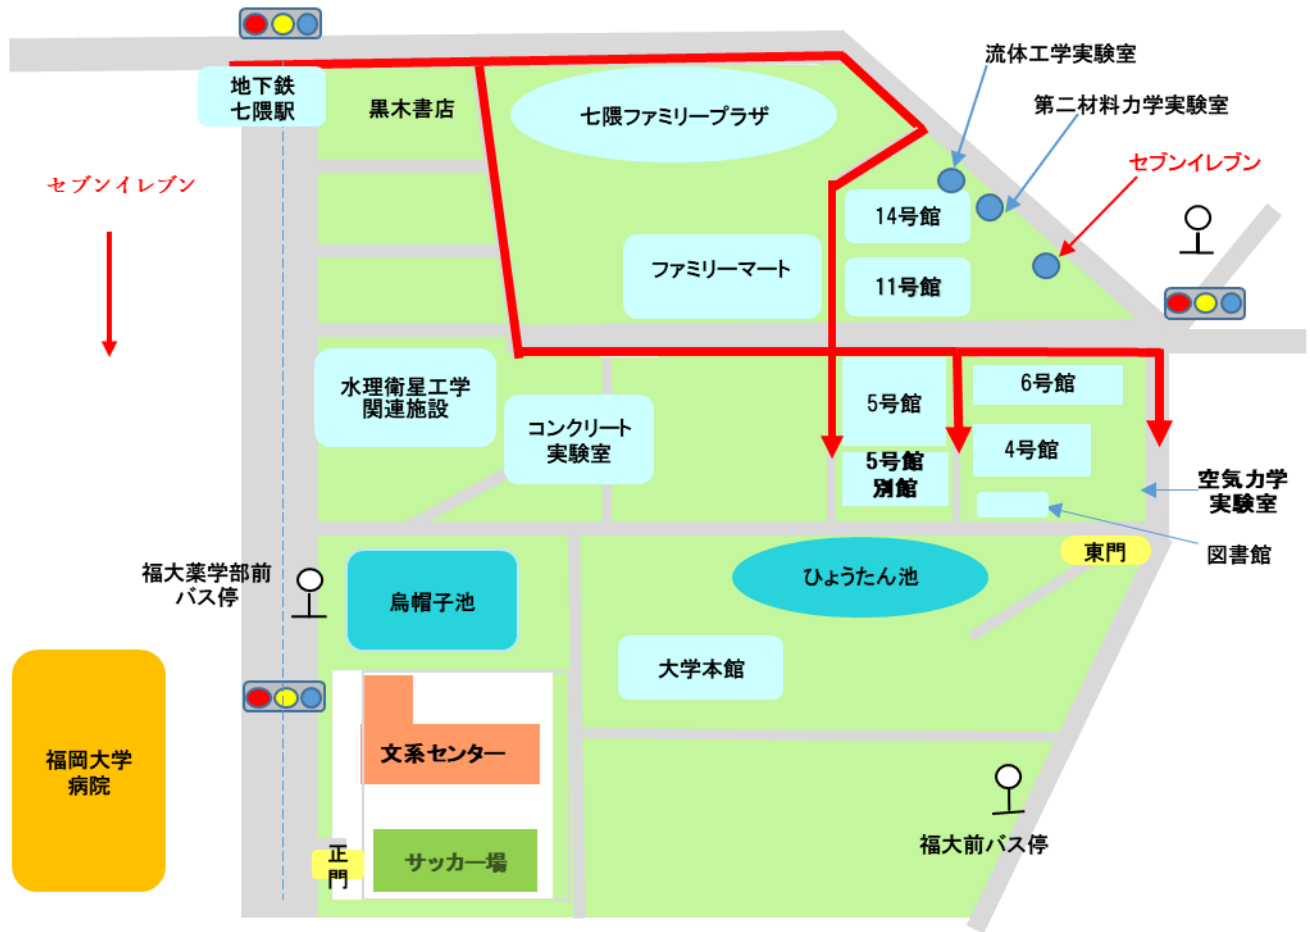 地下鉄
七隈駅
黒木書店
七隈ファミリープラザ
流体工学実験室
第二材料力学実験室
セブンイレブン
セブンイレブン
14号館
ファミリーマート
11号館
水理衛星工学
関連施設
コンクリート
実験室
5号館
6号館
4号館
5号館
別館
空気力学
実験室
図書館
東門
福大薬学部前
バス停
烏帽子池
ひょうたん池
大学本館
福岡大学
病院
文系センター
サッカー場
正
門
福大前バス停